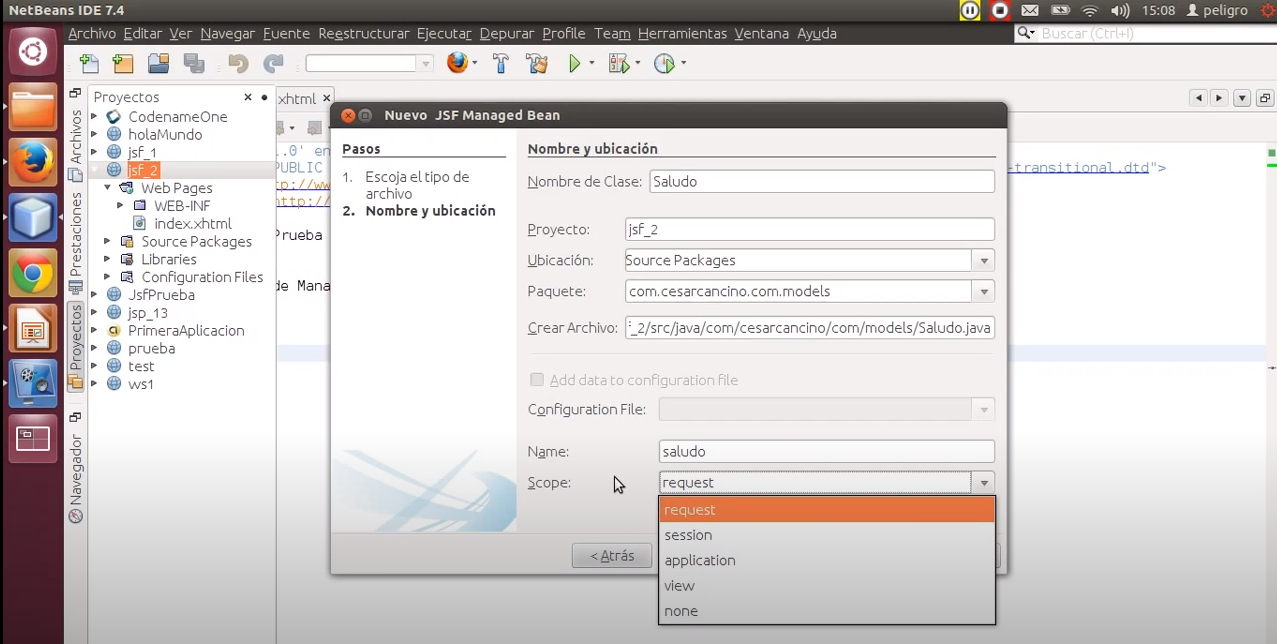 NetBeans IDE 7.4
15:08 peligro
Archivo Editar Ver Navegar Fuente Reestructurar Ejecutar Depurar Profile Team Herramientas Ventana Ayuda
Buscar (Ctrl+I)
Archivos
Prestaciones
Proyectos
Navegador
Proyectos
CodenameOne
holaMundo
jsf_1
jsf_2
Web Pages
WEB-INF
index.xhtml
Source Packages
Libraries
Configuration Files
JsfPrueba
jsp_13
PrimeraAplicacion
prueba
test
ws1
xhtml
.0' en
PUBLIC
-transitional.dtd">
tp://ww
http://
Prueba
de Mana
Nuevo JSF Managed Bean
Pasos
1. Escoja el tipo de
archivo
2. Nombre y ubicación
Nombre y ubicación
Nombre de Clase: Saludo
Proyecto: jsf_2
Ubicación: Source Packages
Paquete: com.cesarcancino.com.models
Crear Archivo: _2/src/java/com/cesarcancino/com/models/Saludo.java
Add data to configuration file
Configuration File:
Name: saludo
Scope: request
request
session
application
view
none
< Atrás